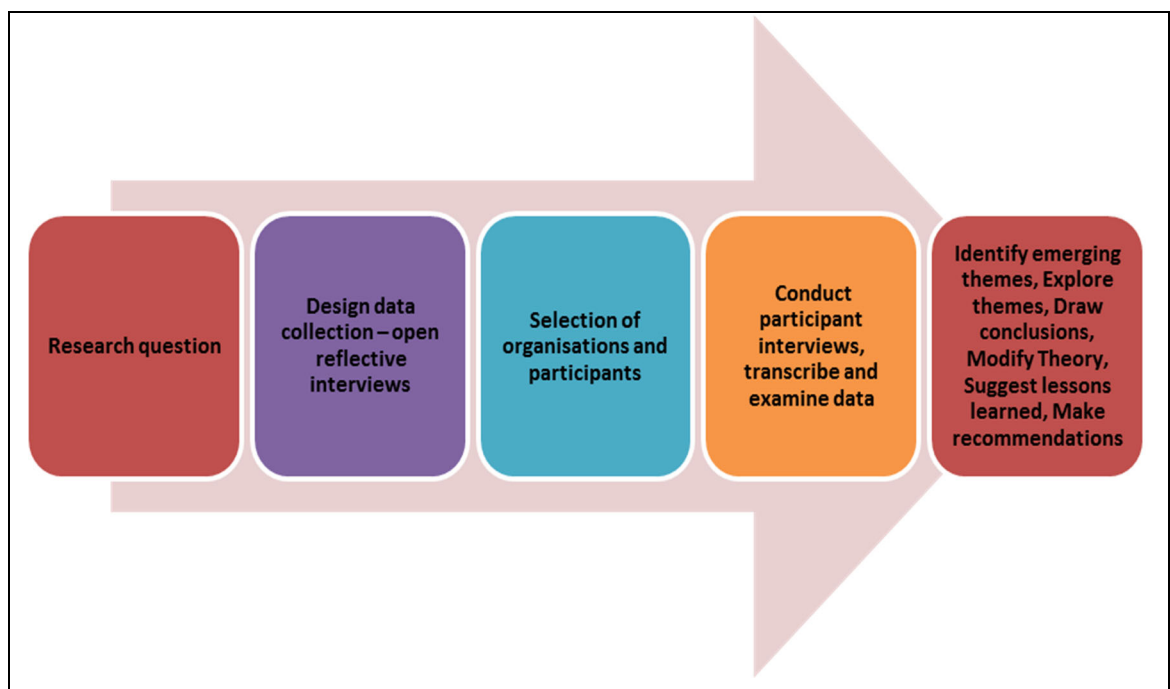 Research question
Design data
collection – open
reflective
interviews
Selection of
organisations and
participants
Conduct
participant
interviews,
transcribe and
examine data
Identify emerging
themes, Explore
themes, Draw
conclusions,
Modify Theory,
Suggest lessons
learned, Make
recommendations